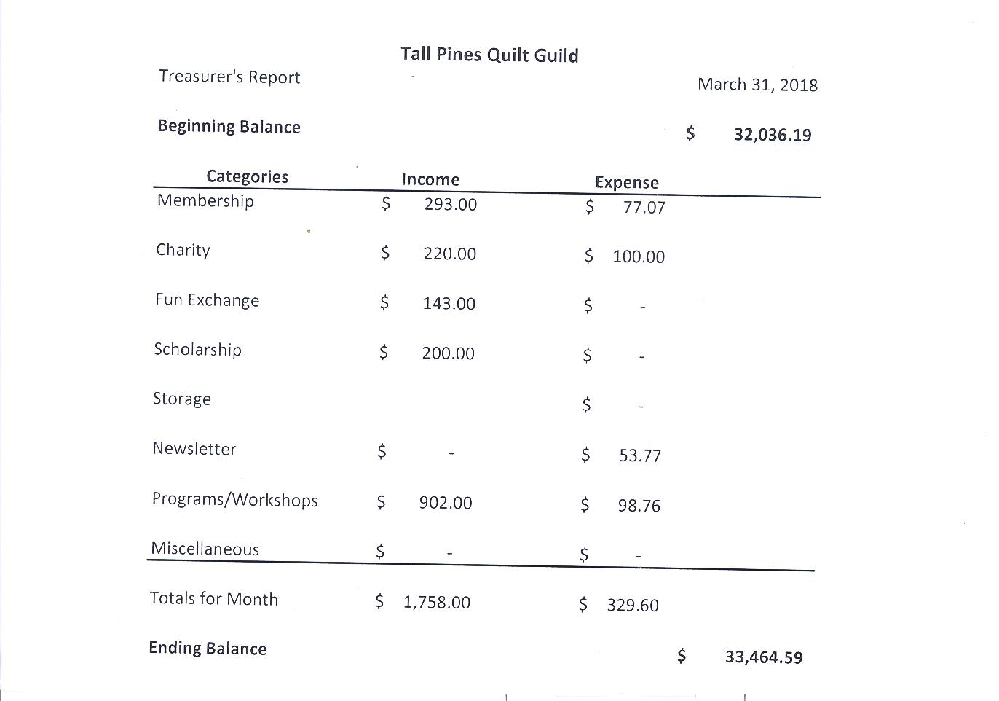 Tall Pines Quilt Guild
Treasurer's Report March 31, 2018
Beginning Balance $ 32,036.19
Categories Income Expense
Membership $ 293.00 $ 77.07
Charity $ 220.00 $ 100.00
Fun Exchange $ 143.00 $ -
Scholarship $ 200.00 $ -
Storage $ -
Newsletter $ - $ 53.77
Programs/Workshops $ 902.00 $ 98.76
Miscellaneous $ - $ -
Totals for Month $ 1,758.00 $ 329.60
Ending Balance $ 33,464.59